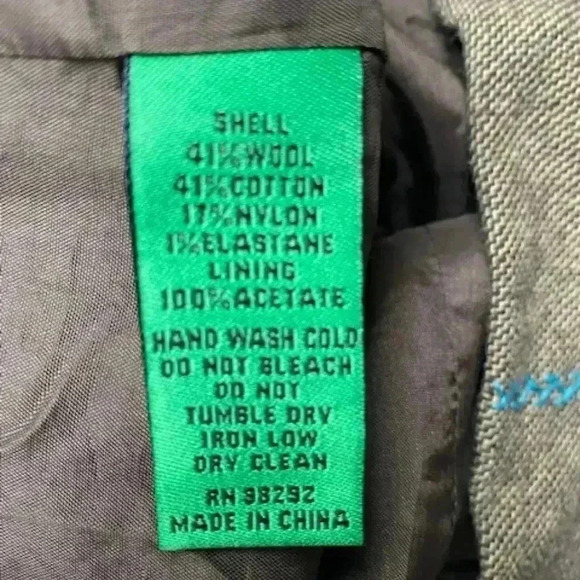 SHELL
41%WOOL
41%COTTON
17%NYLON
1%ELASTANE
LINING
100%ACETATE
HAND WASH COLD
DO NOT BLEACH
DO NOT
TUMBLE DRY
IRON LOW
DRY CLEAN
RN 98292
MADE IN CHINA